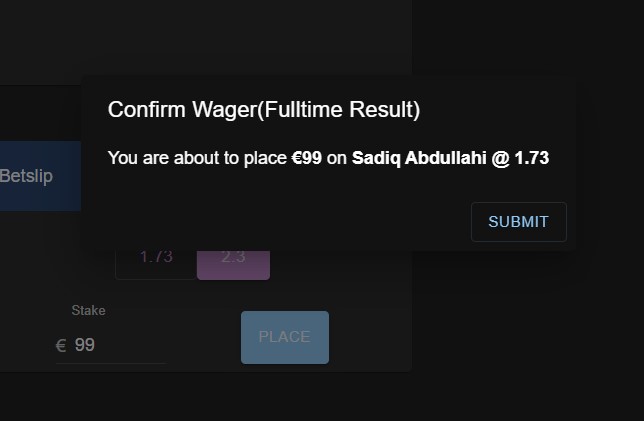 Confirm Wager(Fulltime Result)
You are about to place €99 on Sadiq Abdullahi @ 1.73
SUBMIT
Betslip
1.73 2.3
Stake
€ 99
PLACE